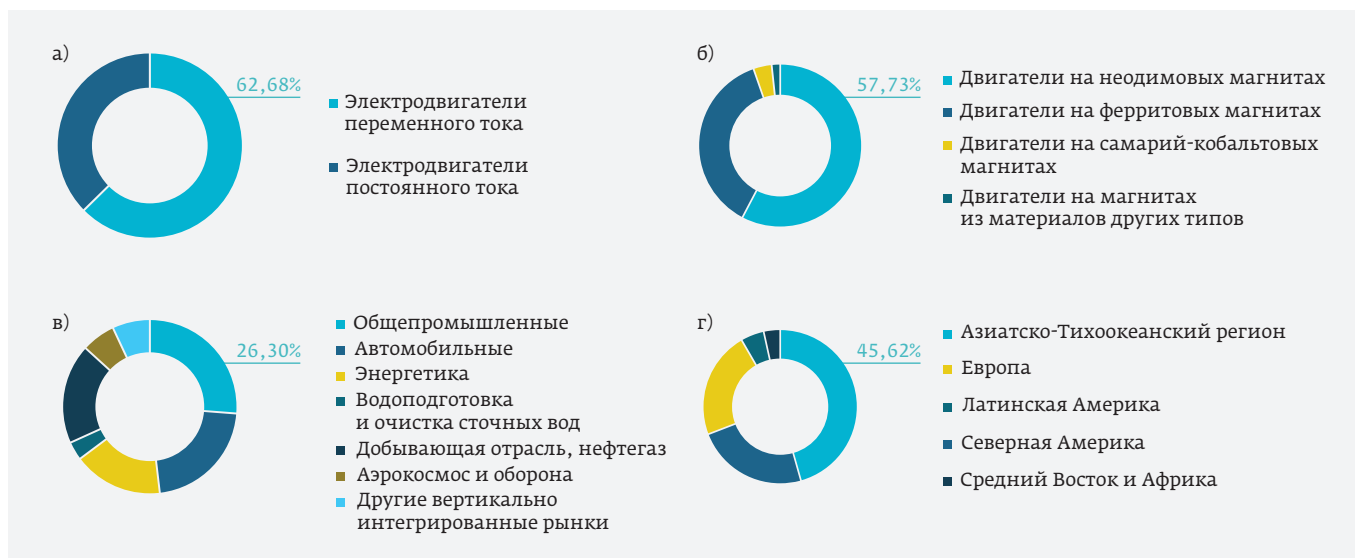 а)
62,68%
Электродвигатели
переменного тока
Электродвигатели
постоянного тока
б)
57,73%
Двигатели на неодимовых магнитах
Двигатели на ферритовых магнитах
Двигатели на самарий-кобальтовых
магнитах
Двигатели на магнитах
из материалов других типов
в)
26,30%
Общепромышленные
Автомобильные
Энергетика
Водоподготовка
и очистка сточных вод
Добывающая отрасль, нефтегаз
Аэрокосмос и оборона
Другие вертикально
интегрированные рынки
г)
45,62%
Азиатско-Тихоокеанский регион
Европа
Латинская Америка
Северная Америка
Средний Восток и Африка